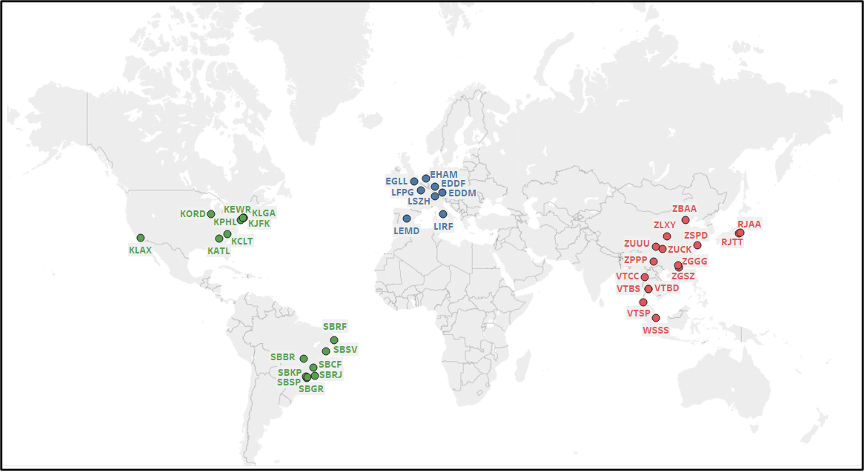 EHAM
EGLL
EDDF
LFPG
EDDM
LSZH
LEMD
LIRF
KEWR
KORD
KLGA
KPHL
KJFK
KCLT
KLAX
KATL
ZBAA
ZLXY
RJAA
ZSPD
RJTT
ZUUU
ZUCK
ZPPP
ZGGG
VTCC
ZGSZ
VTBS
VTBD
VTSP
WSSS
SBRF
SBSV
SBBR
SBCF
SBKP
SBRJ
SBSP
SBGR